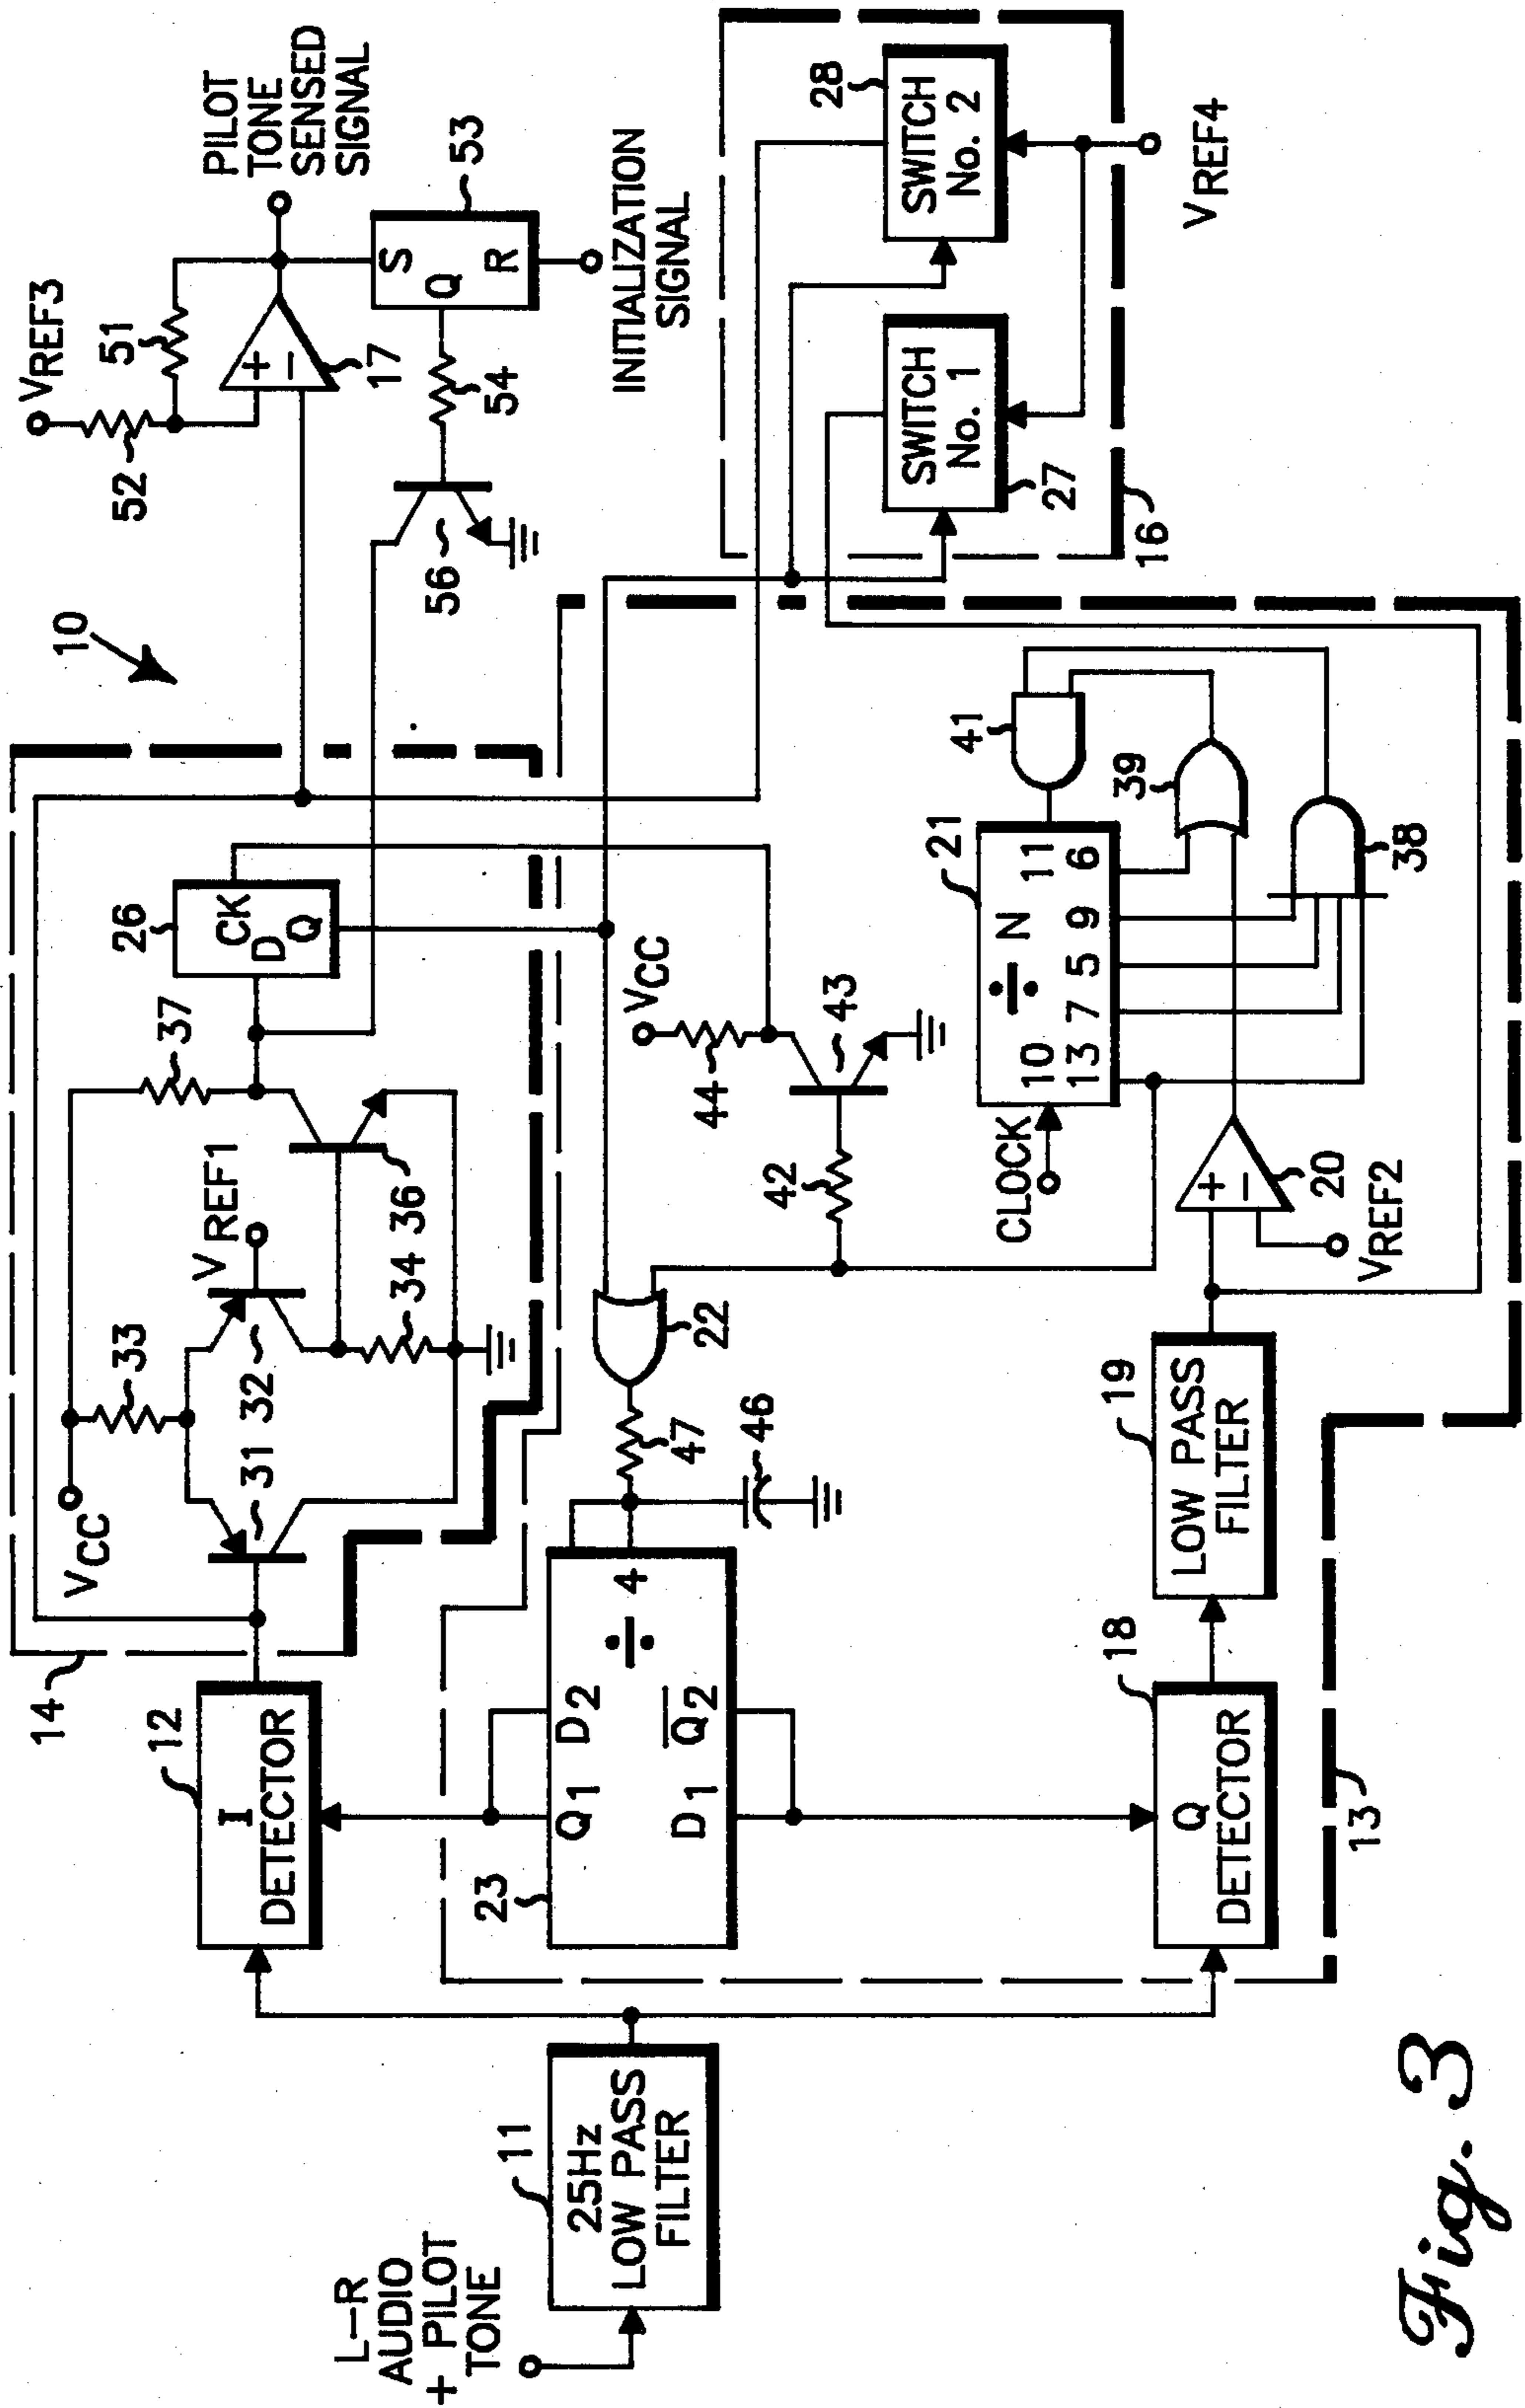 L-R
AUDIO
+ PILOT
TONE
11
25Hz
LOW PASS
FILTER
14
12
I
DETECTOR
23
Q1 D2
÷ 4
D1 Q̅2
18
Q
DETECTOR
13
19
LOW PASS
FILTER
VCC
33
31
32
VREF1
34
36
37
26
CK
D
Q
10
22
47
46
VCC
44
42
43
CLOCK
21
÷ N
10
11
13
7
5
9
6
20
VREF2
41
39
38
VREF3
52
51
+
−
17
PILOT
TONE
SENSED
SIGNAL
53
S
Q
R
54
56
INITIALIZATION
SIGNAL
28
SWITCH
No. 2
SWITCH
No. 1
27
16
VREF4
+
−
Fig. 3